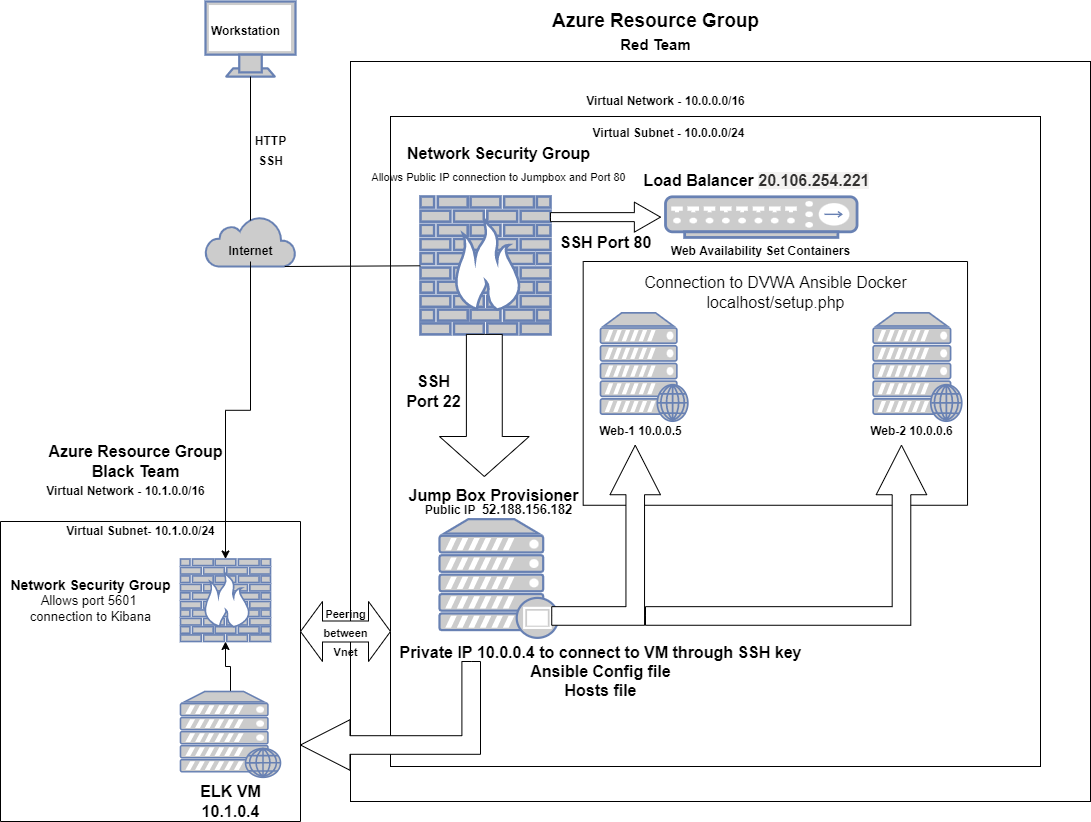 Workstation
Azure Resource Group
Red Team
Virtual Network - 10.0.0.0/16
Virtual Subnet - 10.0.0.0/24
HTTP
SSH
Network Security Group
Allows Public IP connection to Jumpbox and Port 80
Load Balancer 20.106.254.221
SSH Port 80
Web Availability Set Containers
Internet
Connection to DVWA Ansible Docker
localhost/setup.php
SSH
Port 22
Web-1 10.0.0.5
Web-2 10.0.0.6
Azure Resource Group
Black Team
Virtual Network - 10.1.0.0/16
Jump Box Provisioner
Public IP 52.188.156.182
Virtual Subnet- 10.1.0.0/24
Network Security Group
Allows port 5601
connection to Kibana
Peering
between
Vnet
Private IP 10.0.0.4 to connect to VM through SSH key
Ansible Config file
Hosts file
ELK VM
10.1.0.4